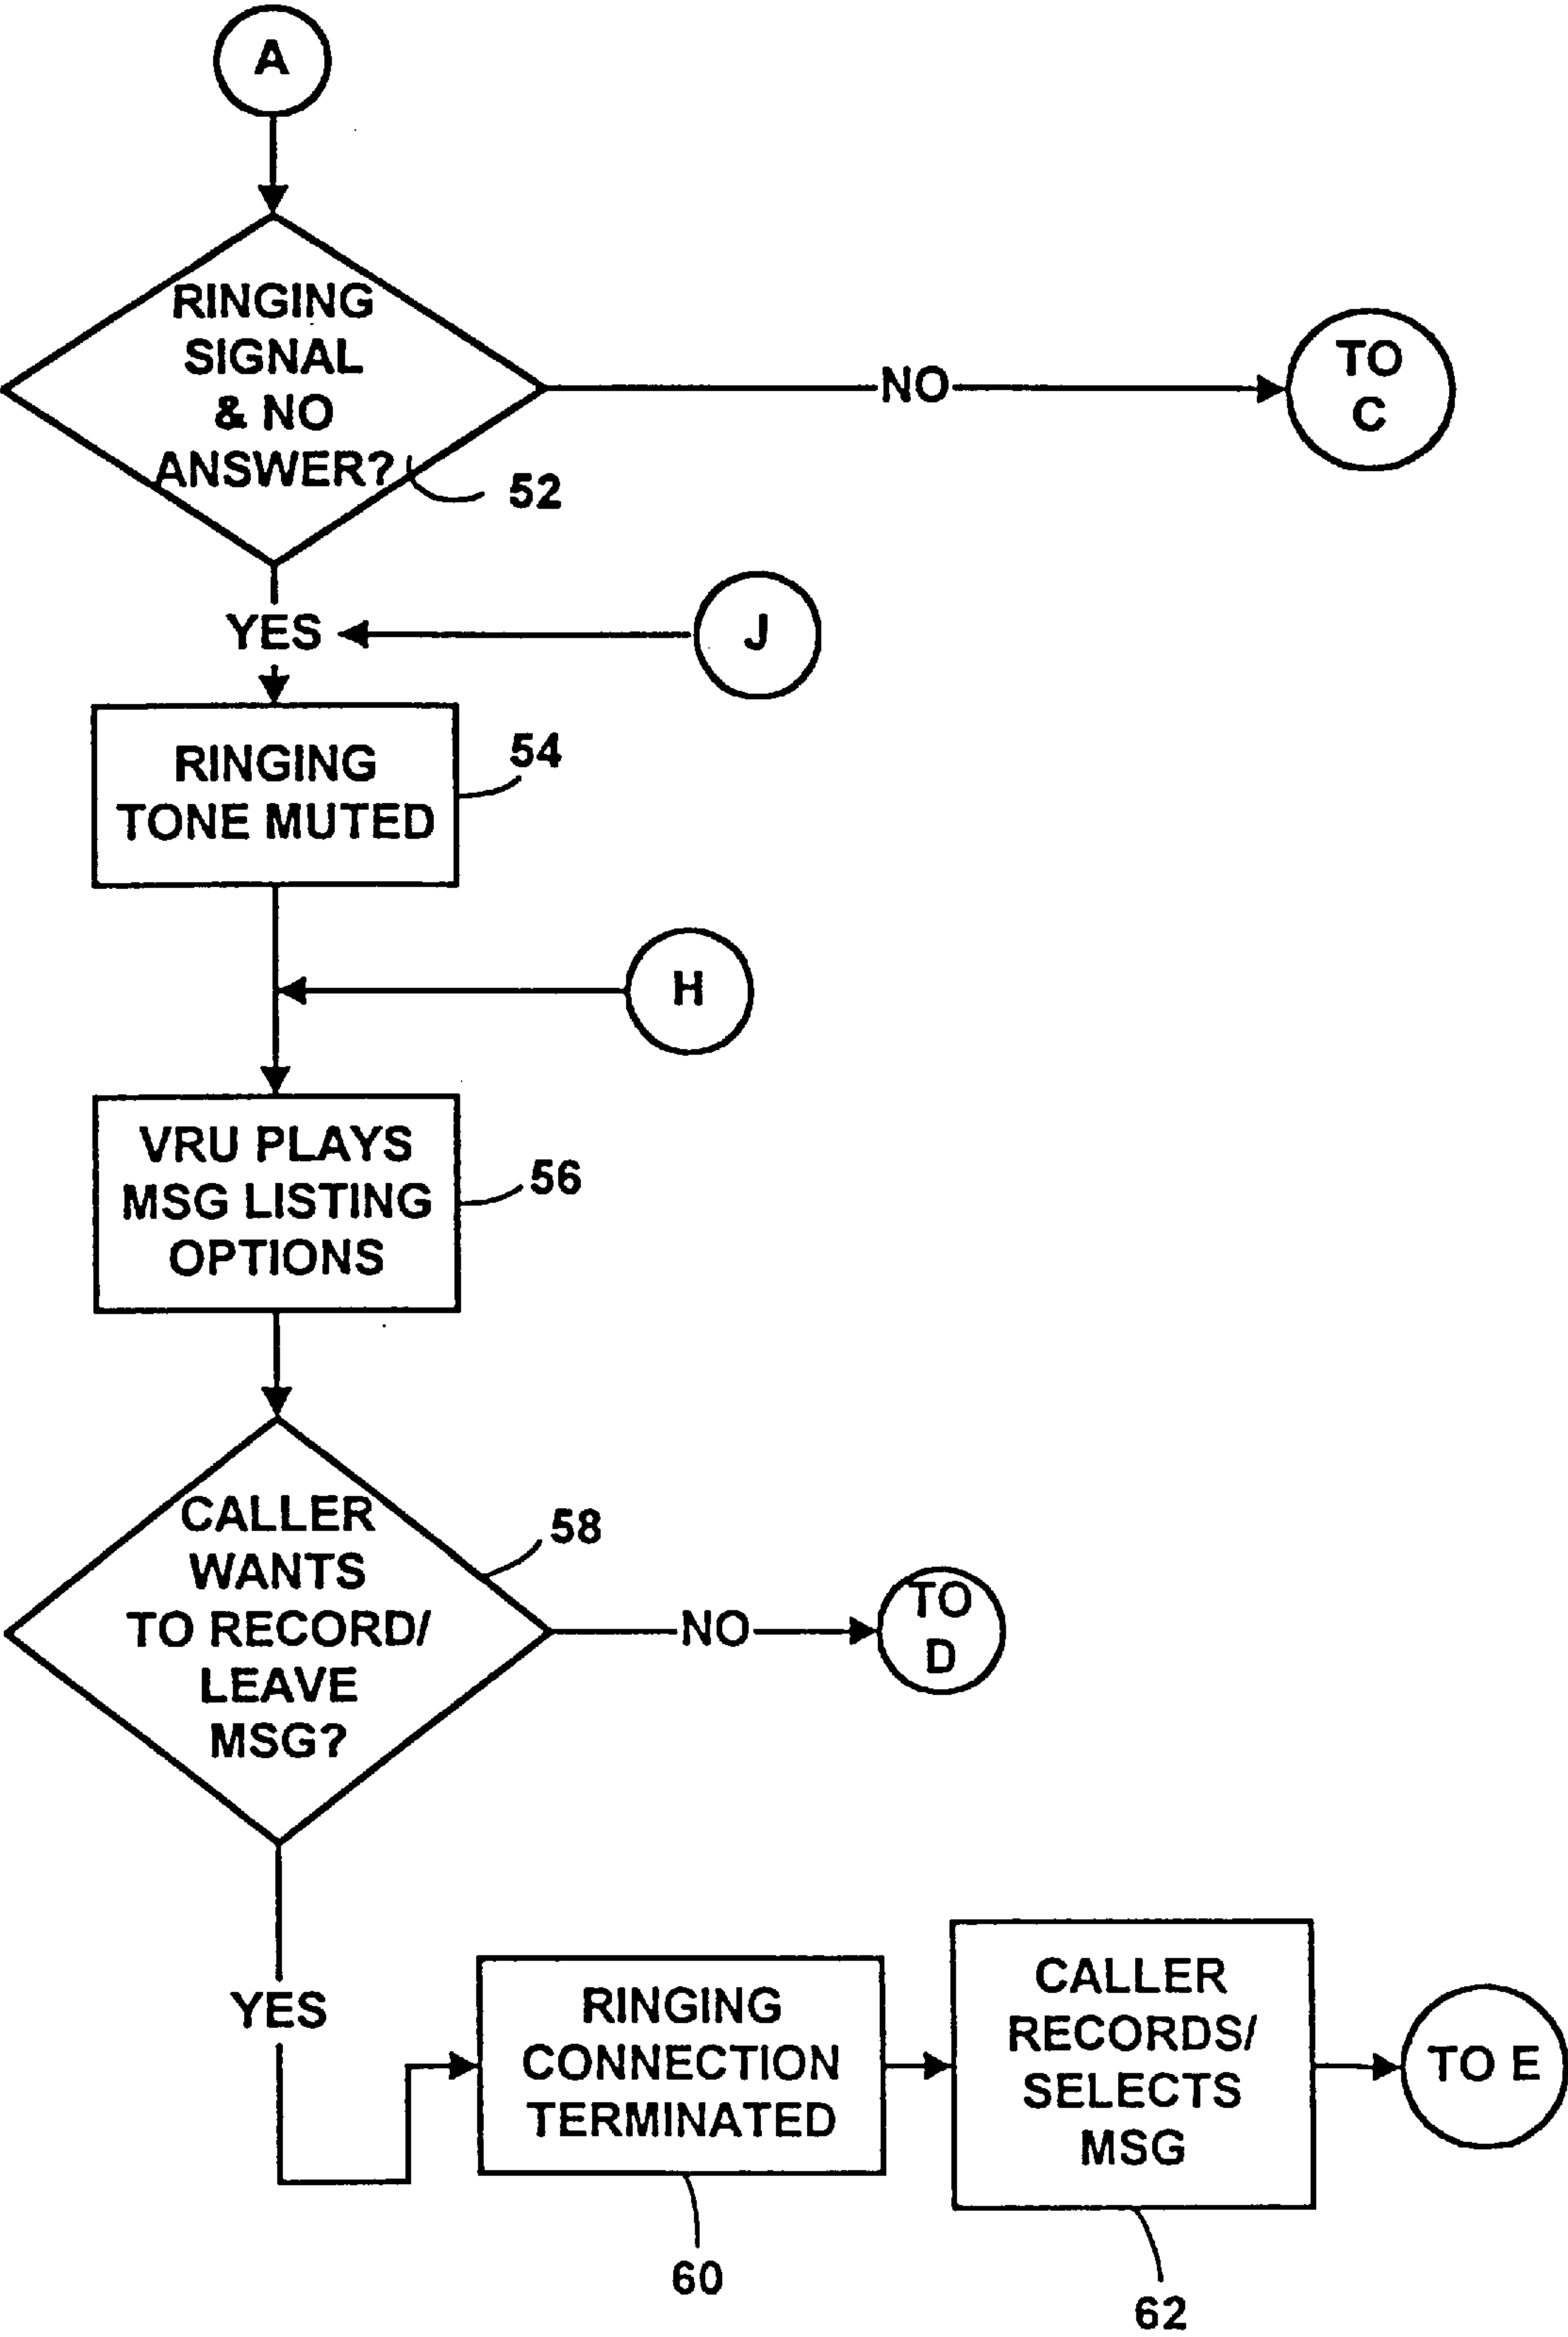 A
RINGING
SIGNAL
& NO
ANSWER?
52
NO
TO
C
YES
J
RINGING
TONE MUTED
54
H
VRU PLAYS
MSG LISTING
OPTIONS
56
CALLER
WANTS
TO RECORD/
LEAVE
MSG?
58
NO
TO
D
YES
RINGING
CONNECTION
TERMINATED
60
CALLER
RECORDS/
SELECTS
MSG
62
TO E